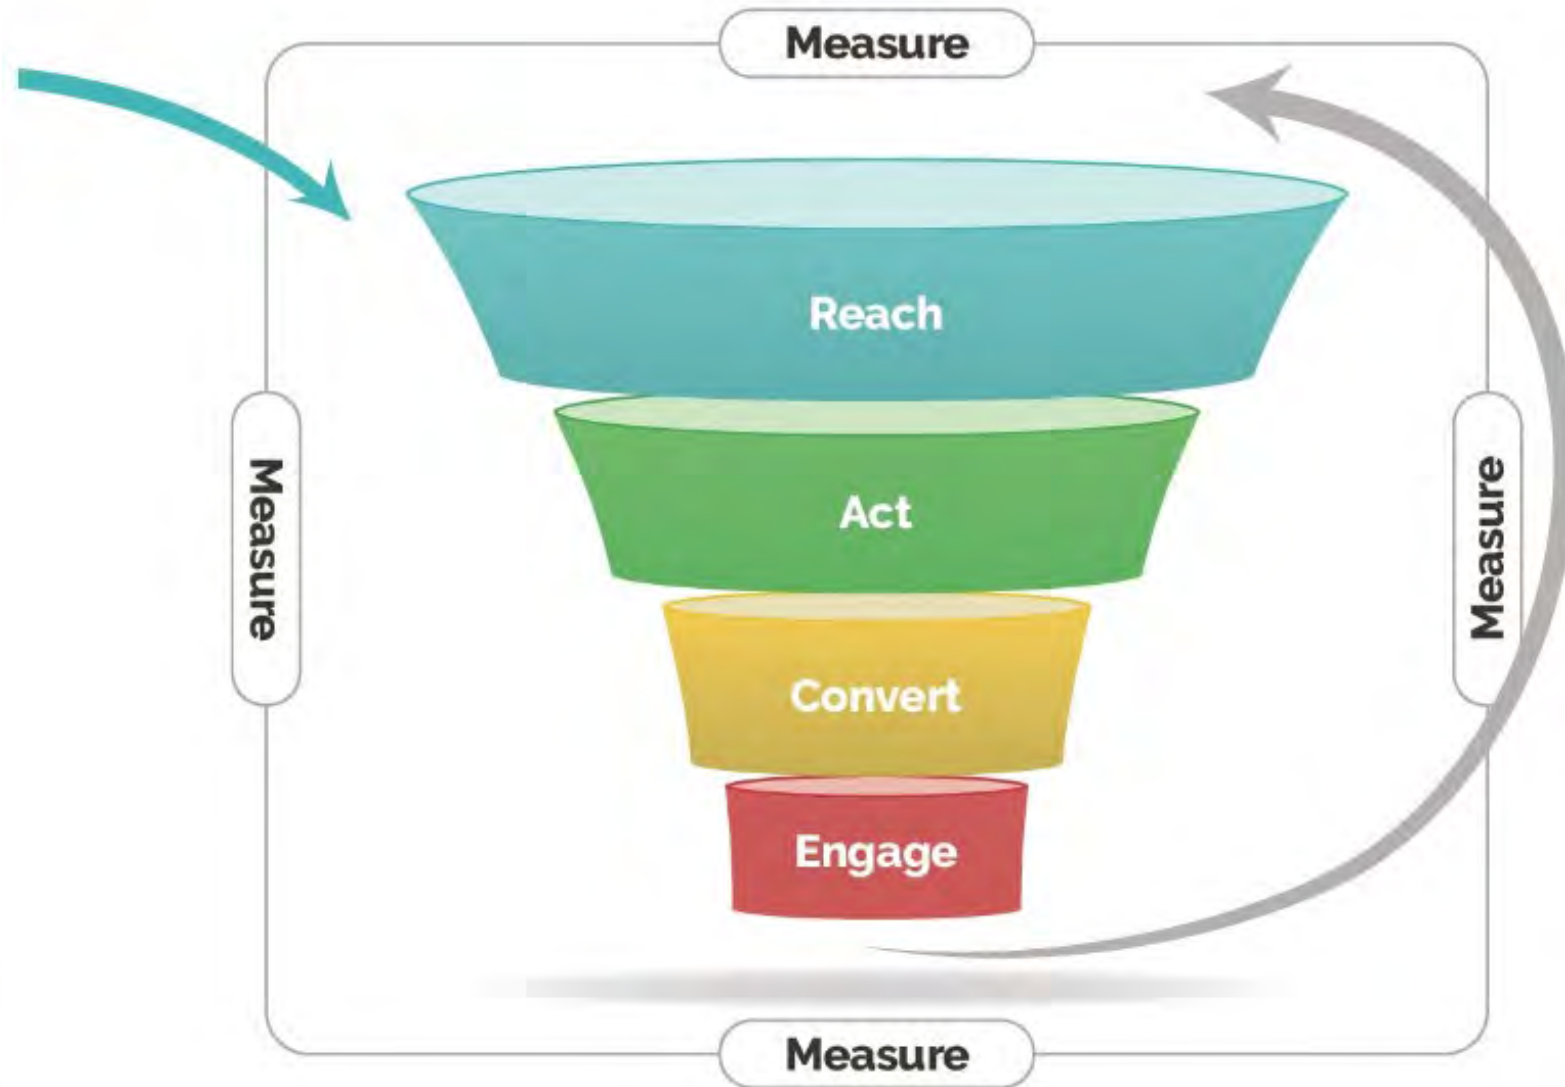 Measure
Reach
Act
Measure
Measure
Convert
Engage
Measure